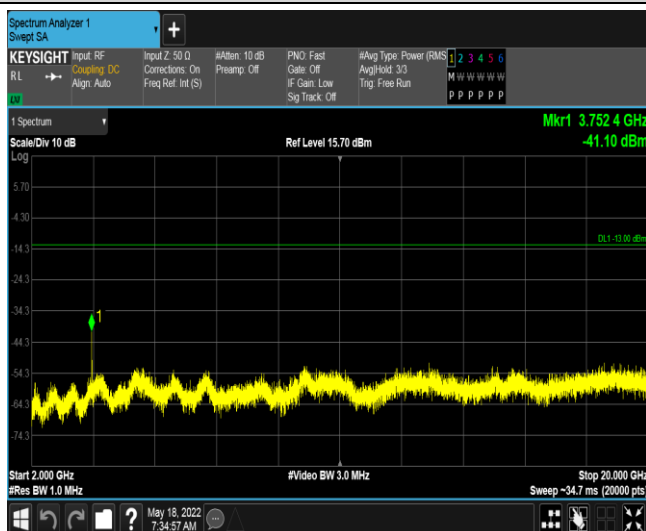 Spectrum Analyzer 1
Swept SA
+
KEYSIGHT
RL
LNI
Input: RF
Coupling: DC
Align: Auto
Input Z: 50 Ω
Corrections: On
Freq Ref: Int (S)
#Atten: 10 dB
Preamp: Off
PNO: Fast
Gate: Off
IF Gain: Low
Sig Track: Off
#Avg Type: Power (RMS
Avg|Hold: 3/3
Trig: Free Run
1 2 3 4 5 6
M W W W W W
P P P P P P
1 Spectrum
Mkr1 3.752 4 GHz
Scale/Div 10 dB
Ref Level 15.70 dBm
-41.10 dBm
Log
5.70
-4.30
DL1 -13.00 dBm
-14.3
-24.3
-34.3
1
-44.3
-54.3
-64.3
-74.3
Start 2.000 GHz
#Video BW 3.0 MHz
Stop 20.000 GHz
#Res BW 1.0 MHz
Sweep ~34.7 ms (20000 pts)
?
May 18, 2022
7:34:57 AM